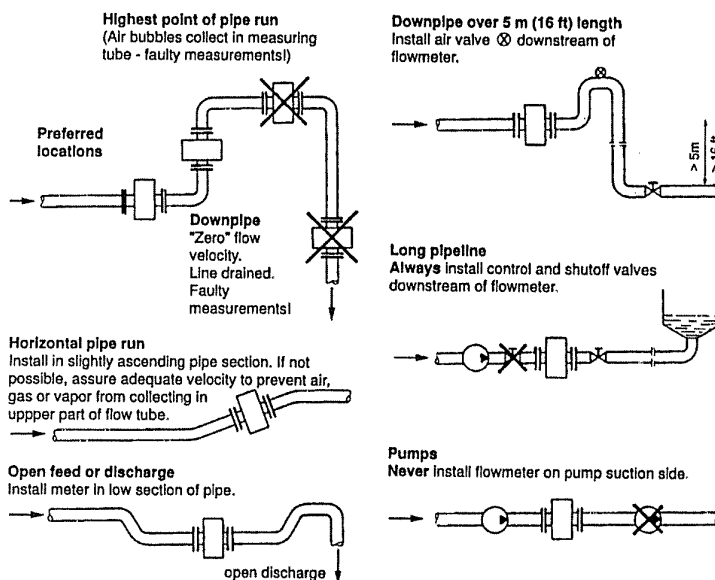 Highest point of pipe run
(Air bubbles collect in measuring
tube - faulty measurements!)
Preferred
locations
Downpipe
"Zero" flow
velocity.
Line drained.
Faulty
measurements!
Horizontal pipe run
Install in slightly ascending pipe section. If not
possible, assure adequate velocity to prevent air,
gas or vapor from collecting in
uppper part of flow tube.
Open feed or discharge
Install meter in low section of pipe.
open discharge
Downpipe over 5 m (16 ft) length
Install air valve ⊗ downstream of
flowmeter.
> 5m
Long pipeline
Always install control and shutoff valves
downstream of flowmeter.
Pumps
Never install flowmeter on pump suction side.